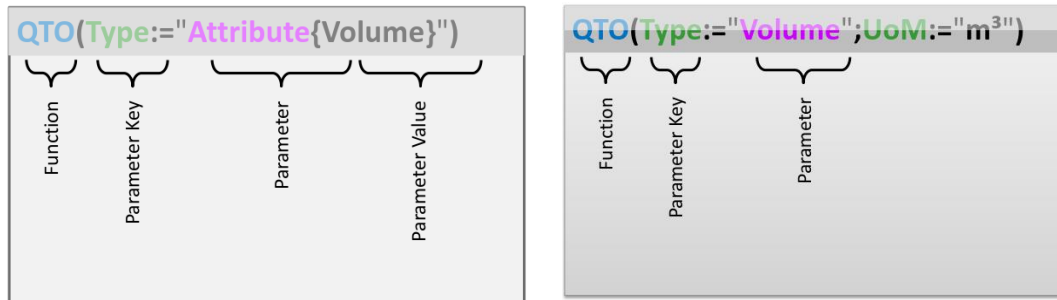 QTO(Type:="Attribute{Volume}")
Function
Parameter Key
Parameter
Parameter Value
QTO(Type:="Volume";UoM:="m³")
Function
Parameter Key
Parameter